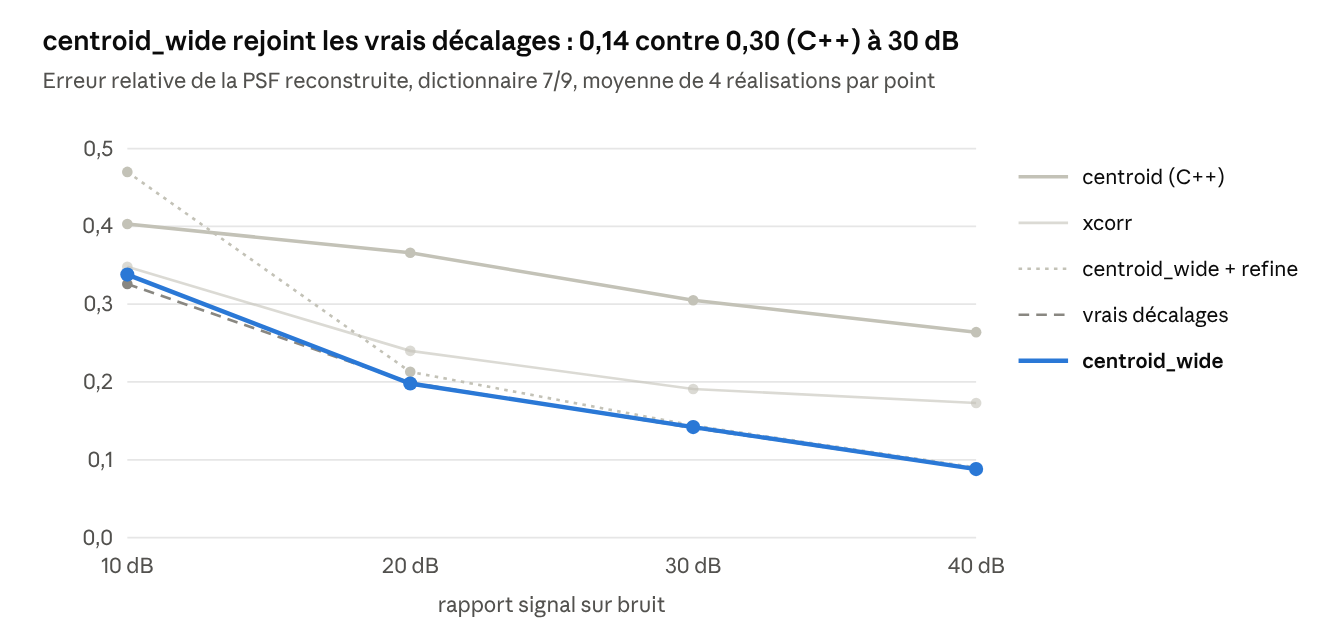 centroid_wide rejoint les vrais décalages : 0,14 contre 0,30 (C++) à 30 dB
Erreur relative de la PSF reconstruite, dictionnaire 7/9, moyenne de 4 réalisations par point
0,5
0,4
0,3
0,2
0,1
0,0
10 dB
20 dB
30 dB
40 dB
rapport signal sur bruit
centroid (C++)
xcorr
centroid_wide + refine
vrais décalages
centroid_wide